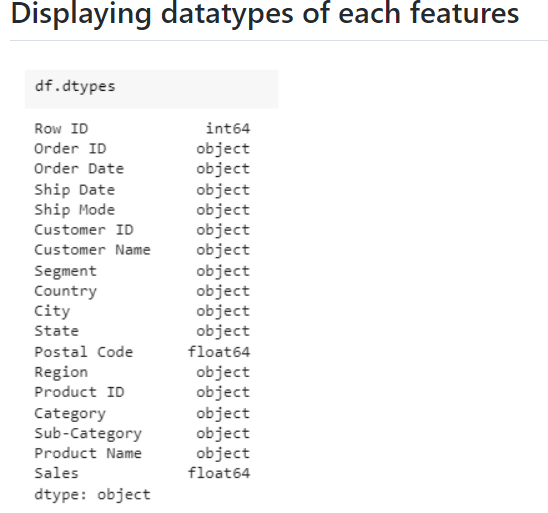 Displaying datatypes of each features
df.dtypes
Row ID int64
Order ID object
Order Date object
Ship Date object
Ship Mode object
Customer ID object
Customer Name object
Segment object
Country object
City object
State object
Postal Code float64
Region object
Product ID object
Category object
Sub-Category object
Product Name object
Sales float64
dtype: object